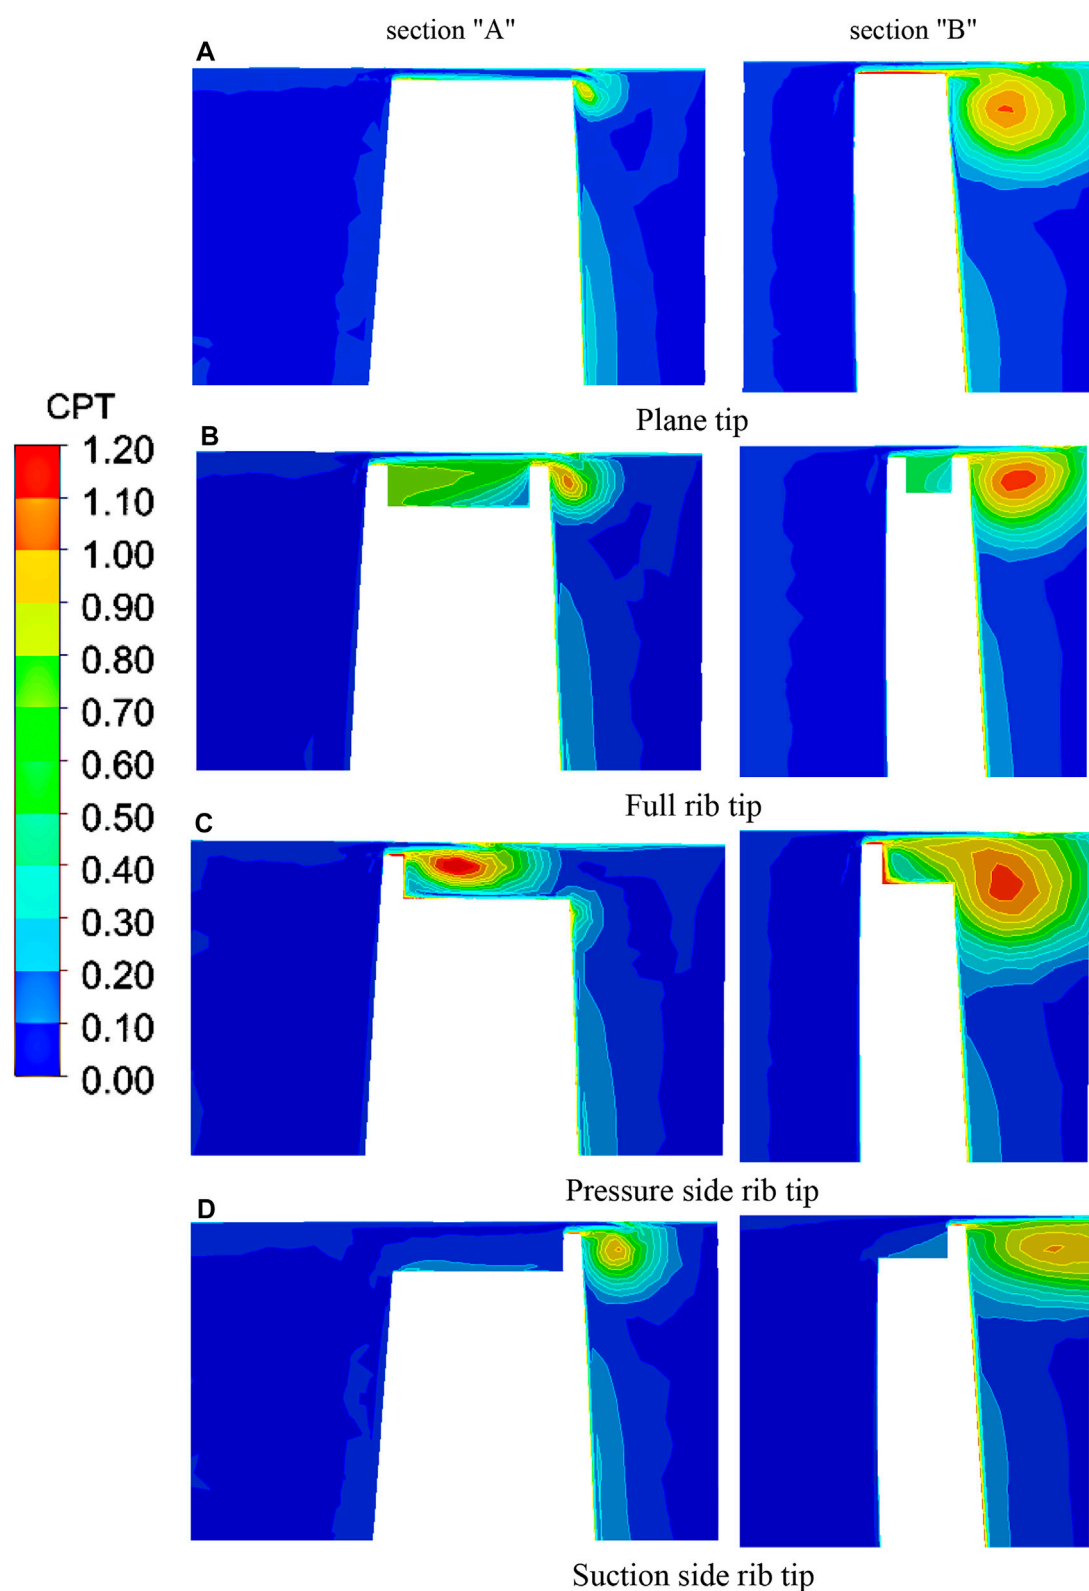 section "A"
section "B"
A
Plane tip
B
CPT
1.20
1.10
1.00
0.90
0.80
0.70
0.60
0.50
0.40
0.30
0.20
0.10
0.00
Full rib tip
C
Pressure side rib tip
D
Suction side rib tip